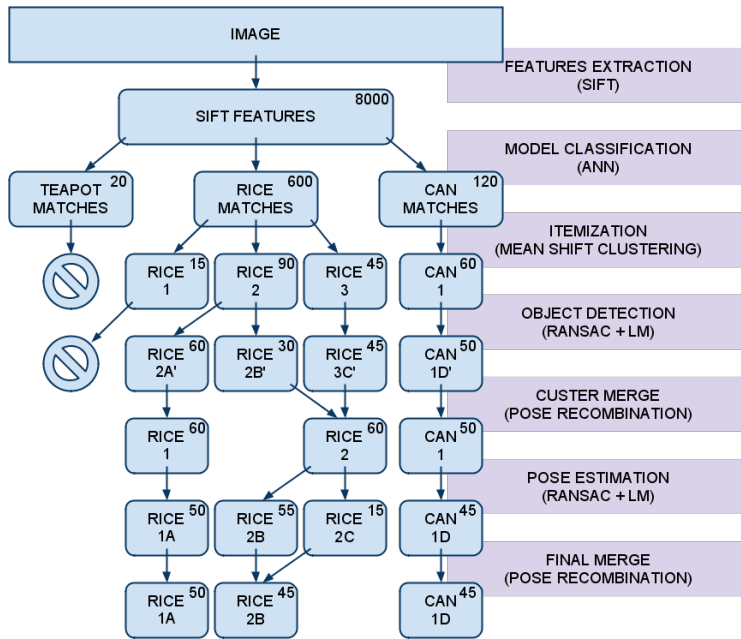 IMAGE
FEATURES EXTRACTION
(SIFT)
8000
SIFT FEATURES
MODEL CLASSIFICATION
(ANN)
TEAPOT 20
MATCHES
RICE 600
MATCHES
CAN 120
MATCHES
ITEMIZATION
(MEAN SHIFT CLUSTERING)
RICE 15
1
RICE 90
2
RICE 45
3
CAN 60
1
OBJECT DETECTION
(RANSAC + LM)
RICE 60
2A'
RICE 30
2B'
RICE 45
3C'
CAN 50
1D'
CUSTER MERGE
(POSE RECOMBINATION)
RICE 60
1
RICE 60
2
CAN 50
1
POSE ESTIMATION
(RANSAC + LM)
RICE 50
1A
RICE 55
2B
RICE 15
2C
CAN 45
1D
FINAL MERGE
(POSE RECOMBINATION)
RICE 50
1A
RICE 45
2B
CAN 45
1D